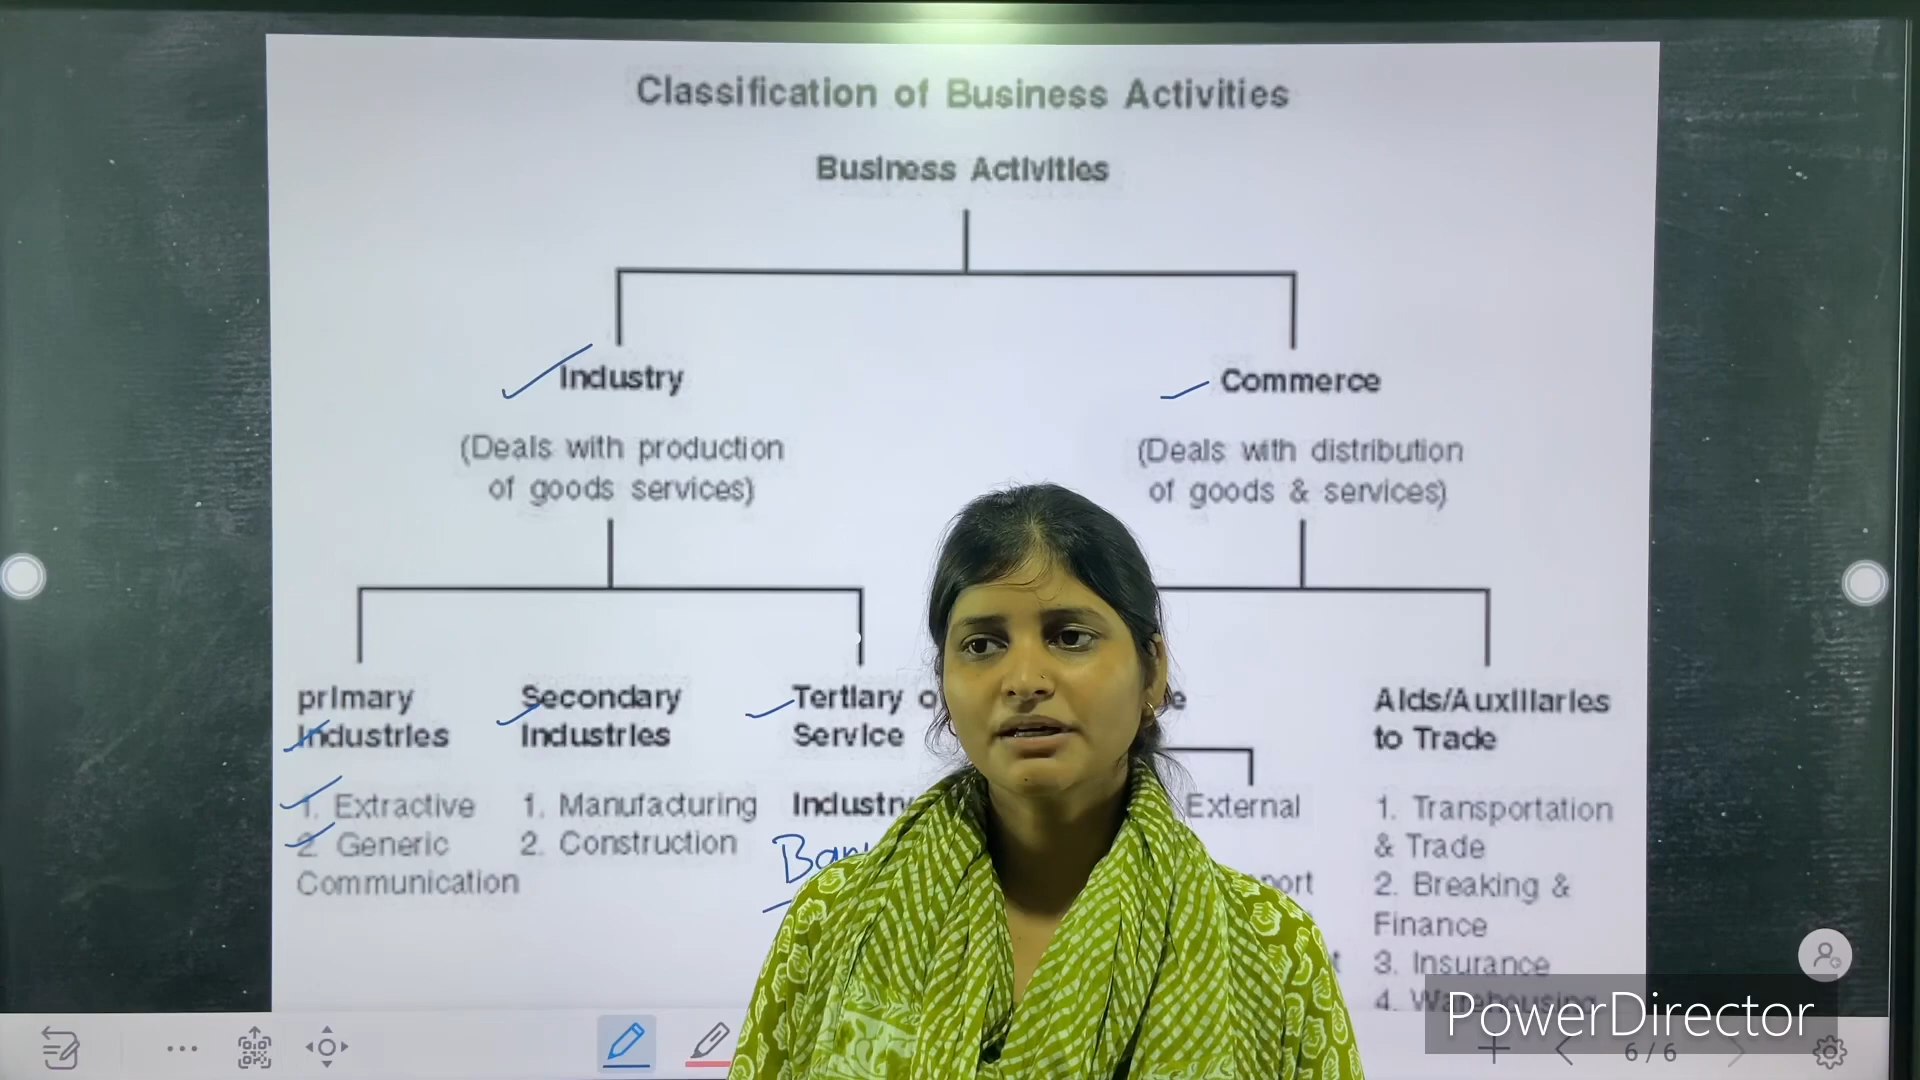 Classification of Business Activities
Business Activities
Industry
Commerce
(Deals with production
of goods services)
(Deals with distribution
of goods & services)
primary
Industries
Secondary
Industries
Tertiary
Service
Aids/Auxiliaries
to Trade
1. Extractive
2. Generic
Communication
1. Manufacturing
2. Construction
External
1. Transportation
& Trade
2. Breaking &
Finance
3. Insurance
4. Warehousing
PowerDirector
6/6